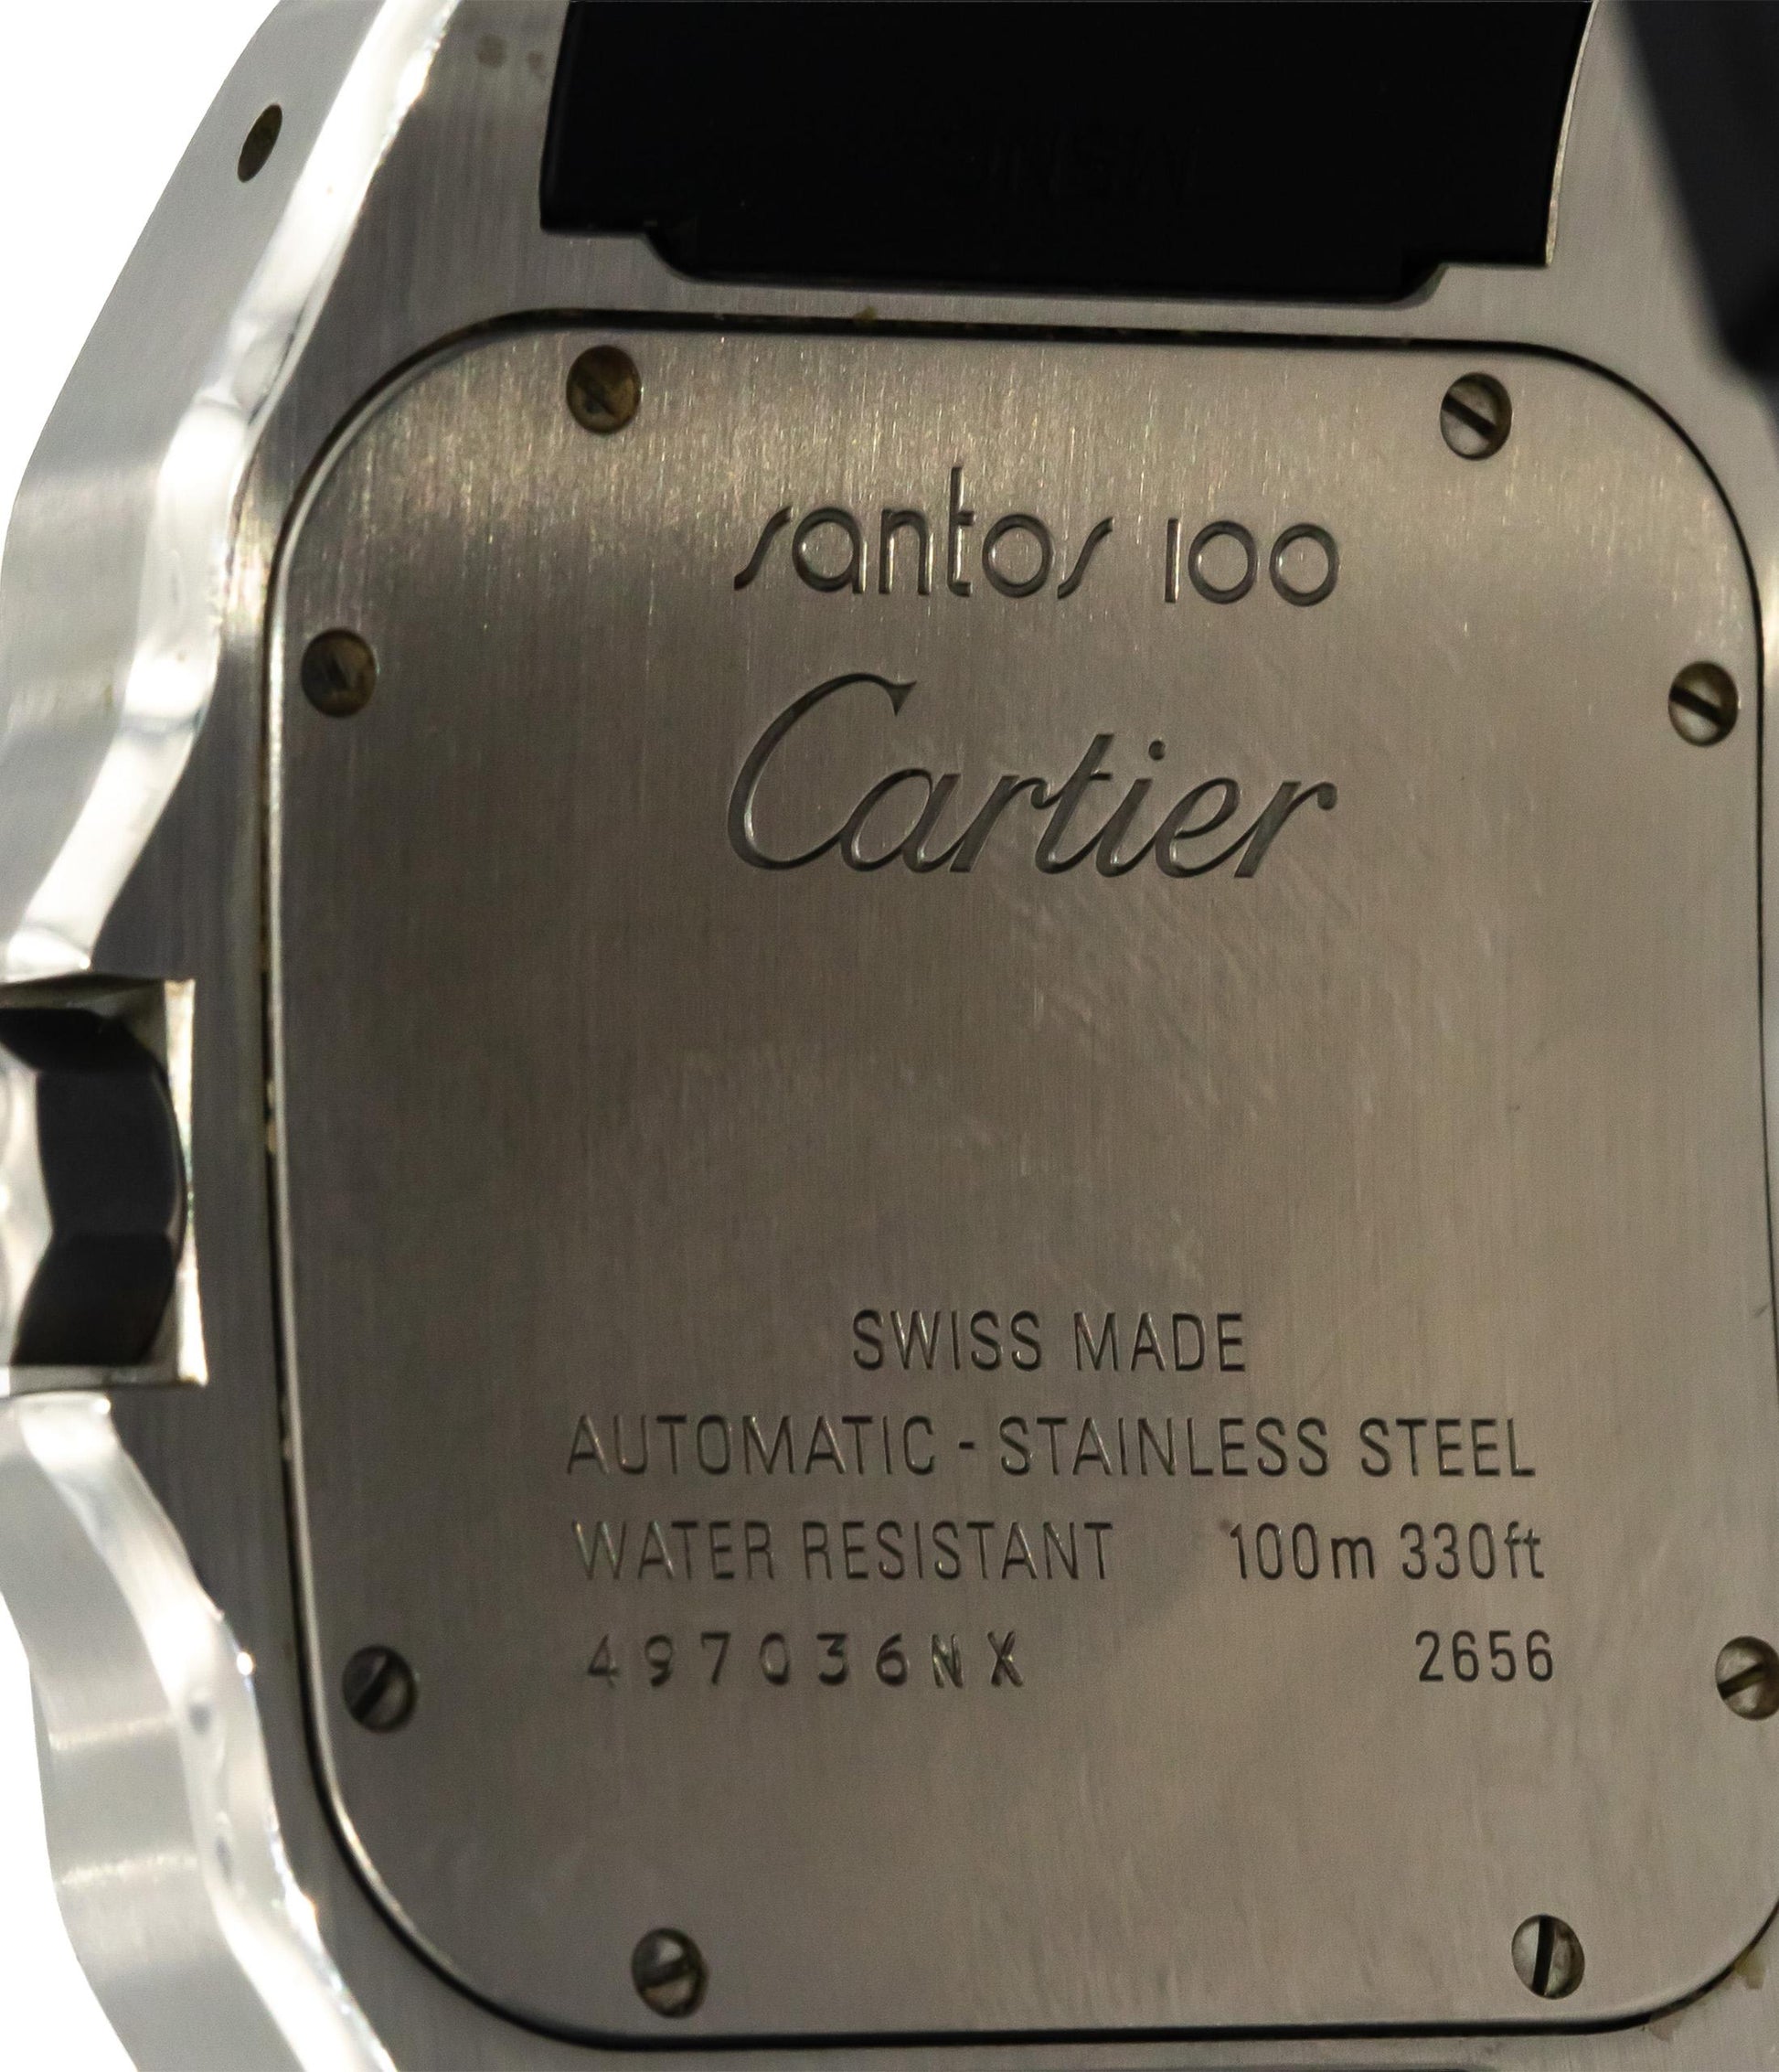 santos 100
Cartier
SWISS MADE
AUTOMATIC - STAINLESS STEEL
WATER RESISTANT 100m 330ft
497036NX 2656